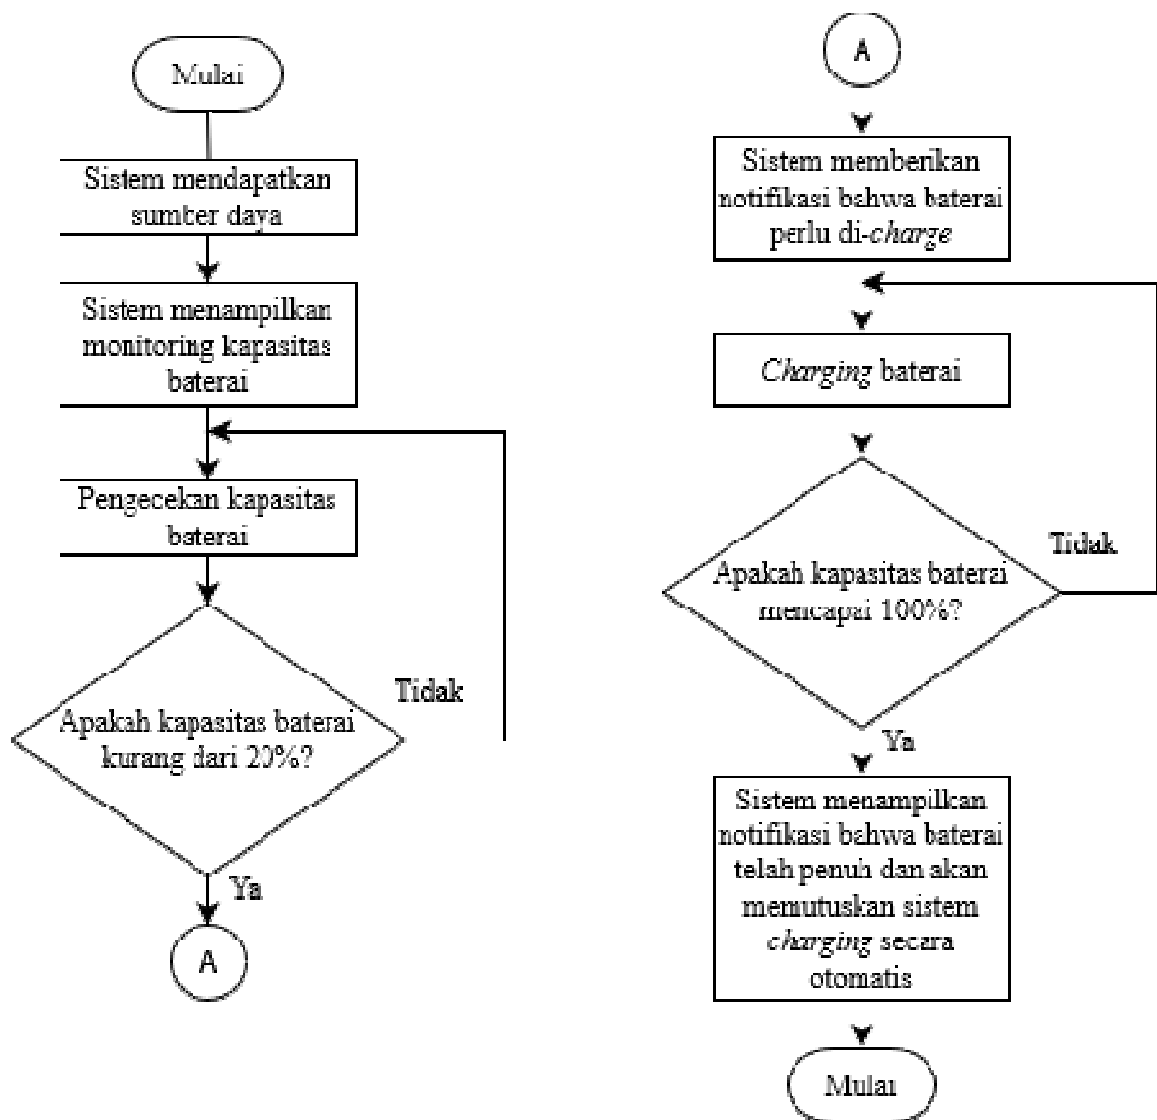 Mulai
Sistem mendapatkan
sumber daya
Sistem menampilkan
monitoring kapasitas
baterai
Pengecekan kapasitas
baterai
Tidak
Apakah kapasitas baterai
kurang dari 20%?
Ya
A
A
Sistem memberikan
notifikasi bahwa baterai
perlu di-charge
Charging baterai
Tidak
Apakah kapasitas baterai
mencapai 100%?
Ya
Sistem menampilkan
notifikasi bahwa baterai
telah penuh dan akan
memutuskan sistem
charging secara
otomatis
Mulai